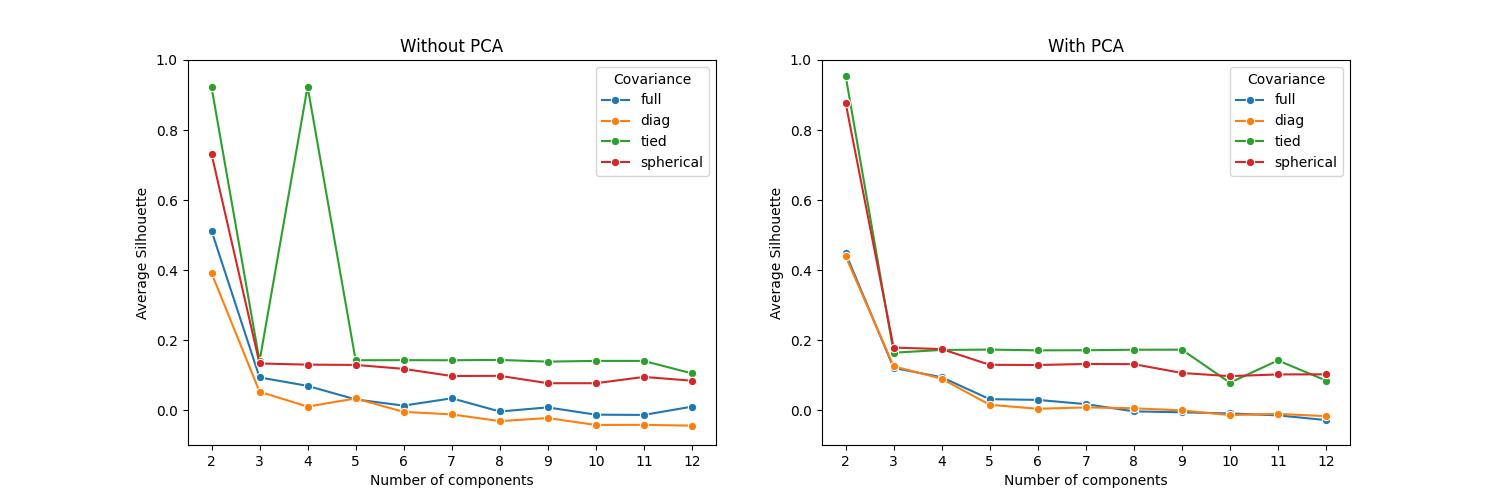 Without PCA
1.0
0.8
0.6
0.4
0.2
0.0
Average Silhouette
Covariance
full
diag
tied
spherical
2 3 4 5 6 7 8 9 10 11 12
Number of components
With PCA
1.0
0.8
0.6
0.4
0.2
0.0
Average Silhouette
Covariance
full
diag
tied
spherical
2 3 4 5 6 7 8 9 10 11 12
Number of components